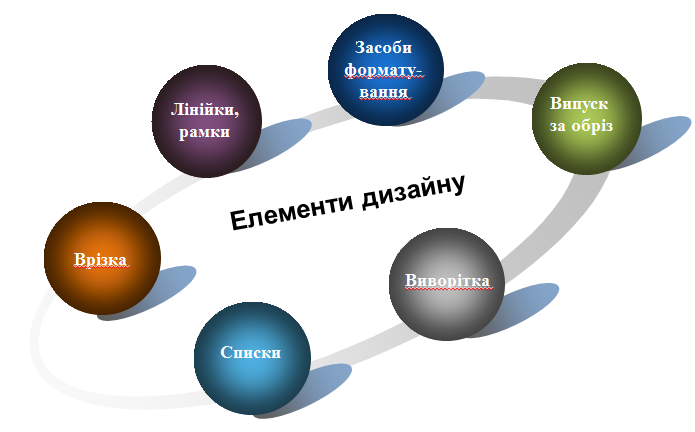 Засоби
формату-
вання
Лінійки,
рамки
Випуск
за обріз
Елементи дизайну
Врізка
Виворітка
Списки